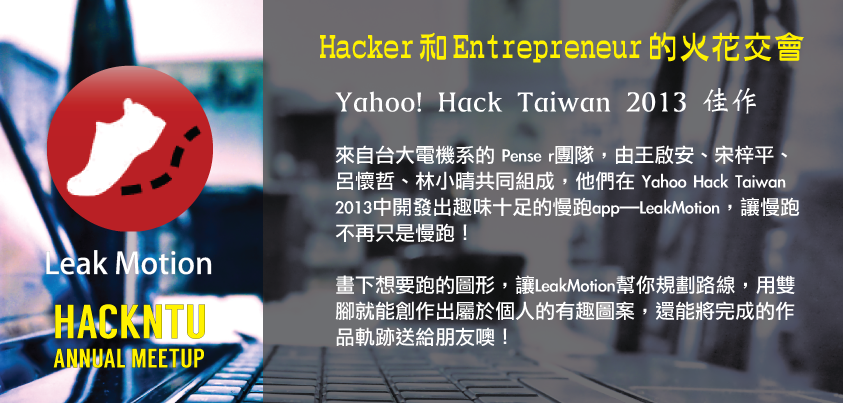 Hacker和Entrepreneur的火花交會
Yahoo! Hack Taiwan 2013 佳作
來自台大電機系的 Pense r團隊，由王啟安、宋梓平、
呂懷哲、林小晴共同組成，他們在 Yahoo Hack Taiwan
2013中開發出趣味十足的慢跑app—LeakMotion，讓慢跑
不再只是慢跑！
畫下想要跑的圖形，讓LeakMotion幫你規劃路線，用雙
腳就能創作出屬於個人的有趣圖案，還能將完成的作
品軌跡送給朋友噢！
Leak Motion
HACKNTU
ANNUAL MEETUP